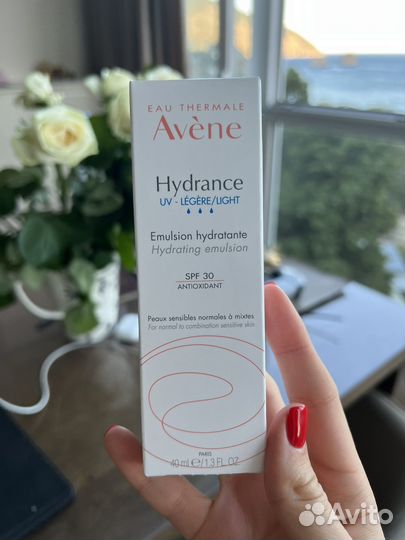 EAU THERMALE
Avène
Hydrance
UV - LÉGÈRE/LIGHT
Emulsion hydratante
Hydrating emulsion
SPF 30
ANTIOXIDANT
Peaux sensibles normales à mixtes
For normal to combination sensitive skin
PARIS
40 ml ℮/1.3 FL. OZ
Avito